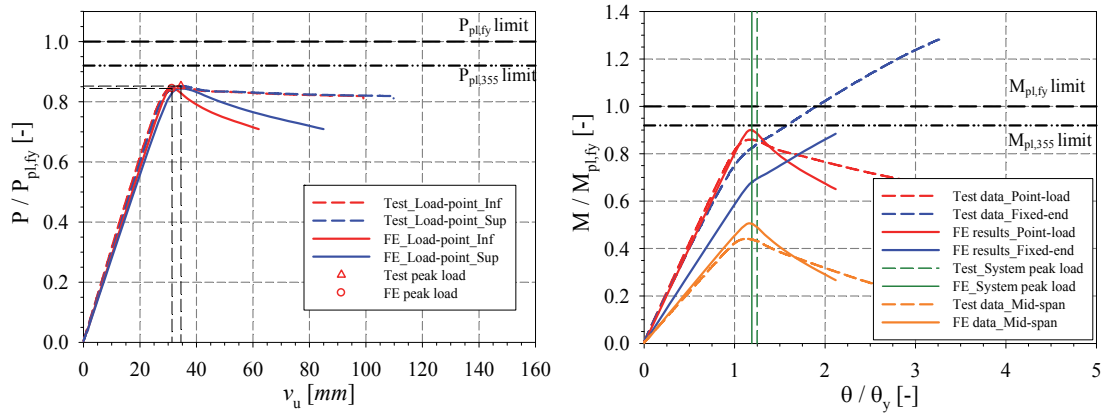 P / P_pl,fy [-]
1.0
0.8
0.6
0.4
0.2
0.0
0 20 40 60 80 100 120 140 160
v_u [mm]
P_pl,fy limit
P_pl,355 limit
Test_Load-point_Inf
Test_Load-point_Sup
FE_Load-point_Inf
FE_Load-point_Sup
Test peak load
FE peak load
M / M_pl,fy [-]
1.4
1.2
1.0
0.8
0.6
0.4
0.2
0.0
0 1 2 3 4 5
θ / θ_y [-]
M_pl,fy limit
M_pl,355 limit
Test data_Point-load
Test data_Fixed-end
FE results_Point-load
FE results_Fixed-end
Test_System peak load
FE_System peak load
Test data_Mid-span
FE data_Mid-span